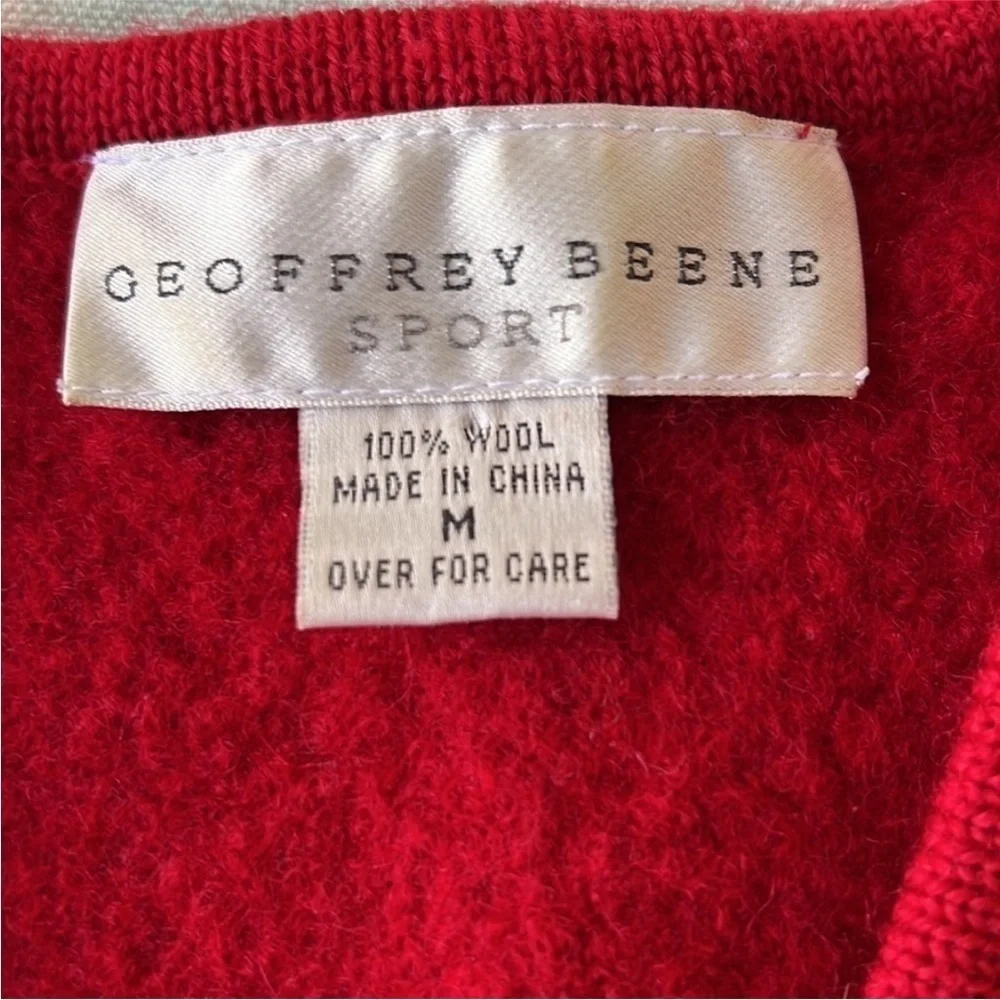 GEOFFREY BEENE
SPORT
100% WOOL
MADE IN CHINA
M
OVER FOR CARE